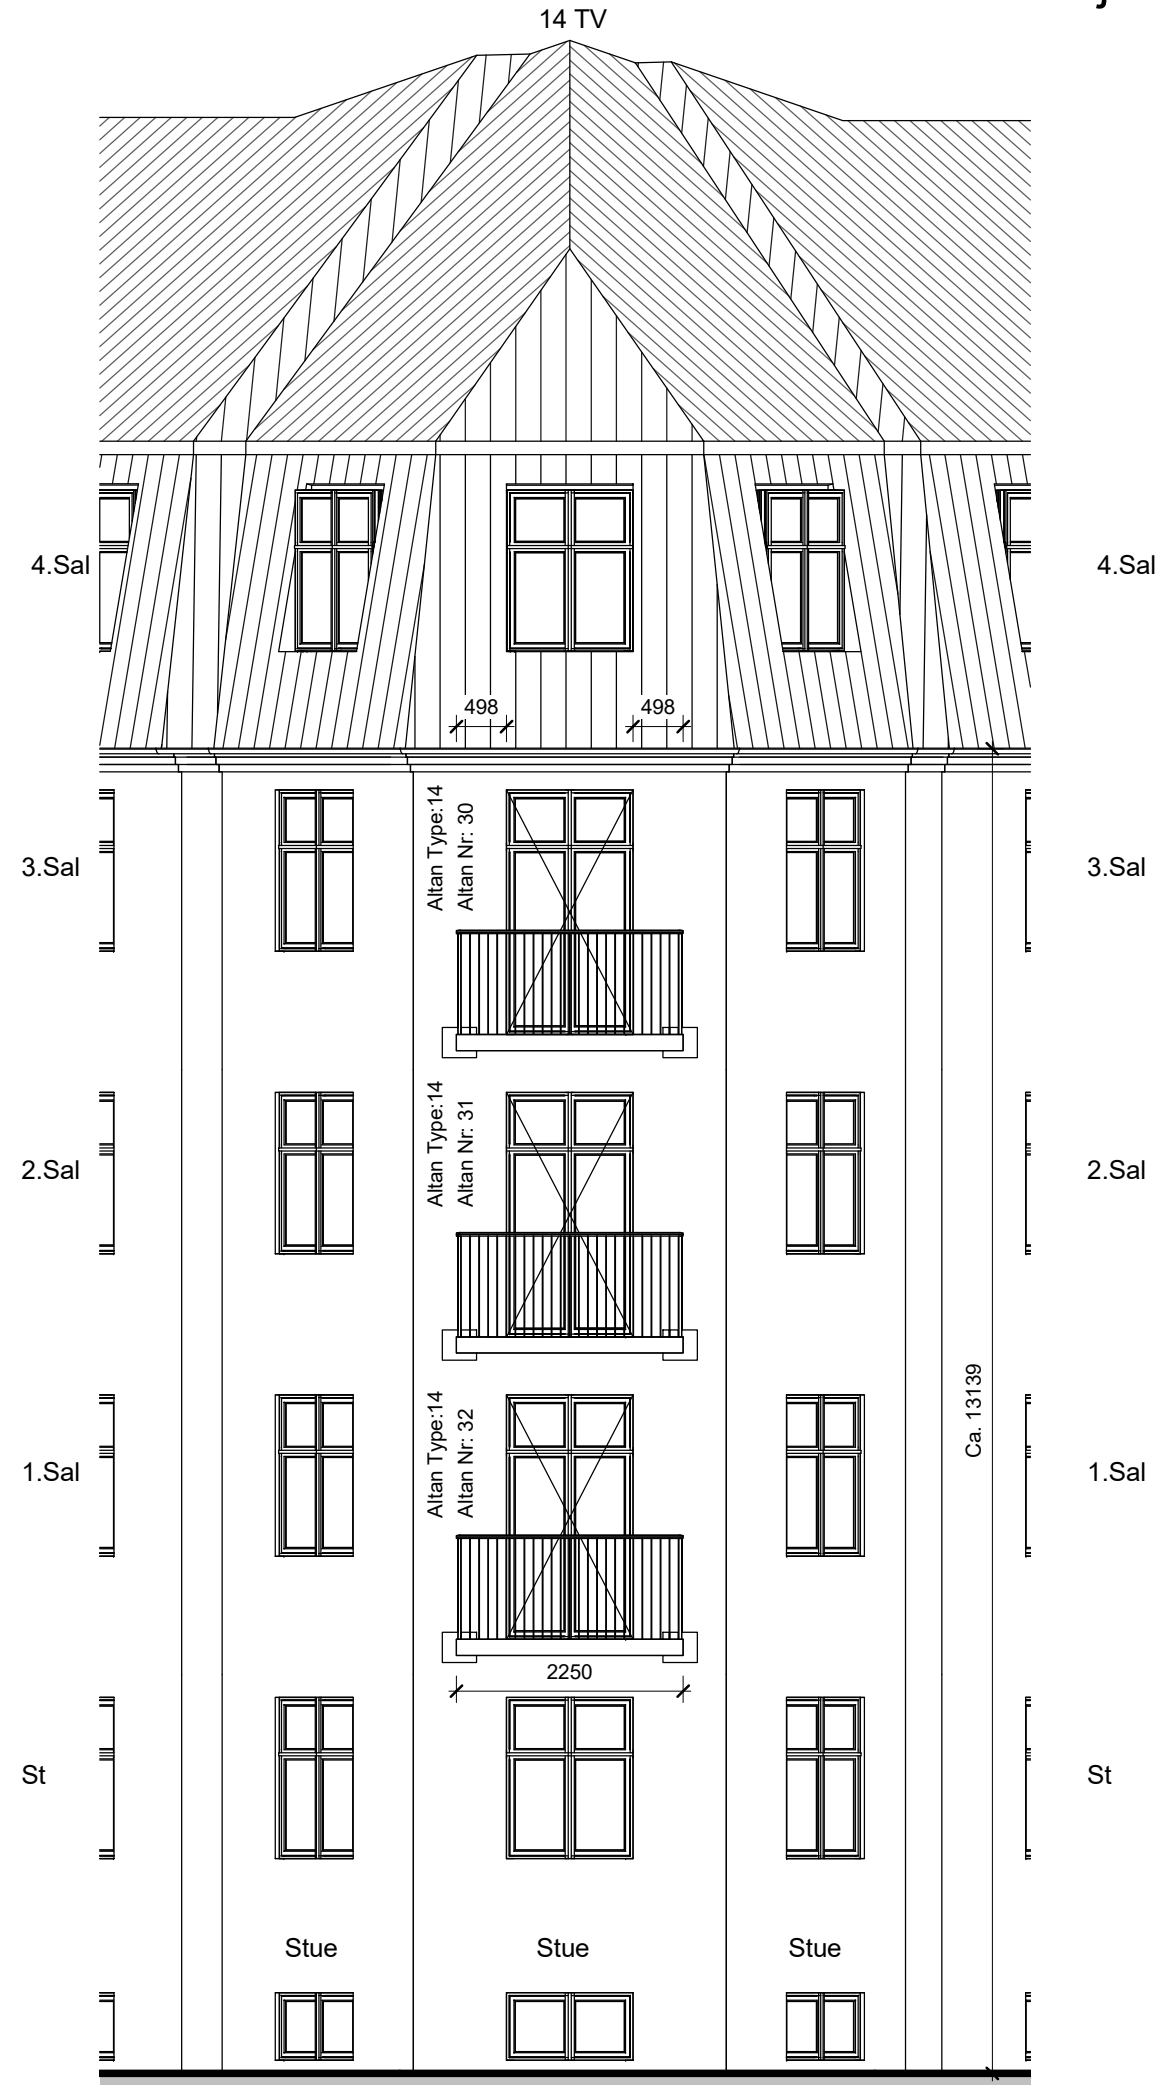 14 TV
4.Sal
4.Sal
498
498
Altan Type:14
Altan Nr: 30
3.Sal
3.Sal
Altan Type:14
Altan Nr: 31
2.Sal
2.Sal
Altan Type:14
Altan Nr: 32
Ca. 13139
1.Sal
1.Sal
2250
St
St
Stue
Stue
Stue